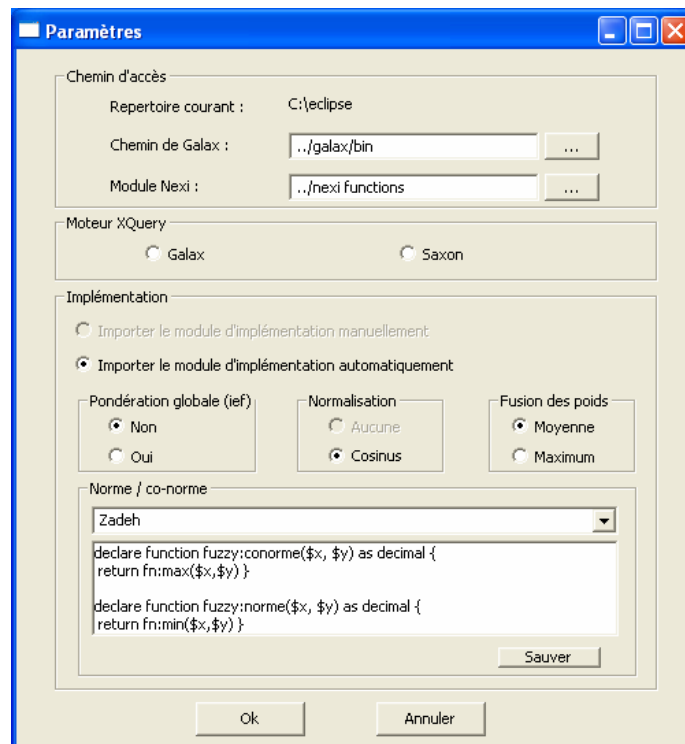 Paramètres
Chemin d'accès
Repertoire courant : C:\eclipse
Chemin de Galax : ../galax/bin ...
Module Nexi : ../nexi functions ...
Moteur XQuery
Galax Saxon
Implémentation
Importer le module d'implémentation manuellement
Importer le module d'implémentation automatiquement
Pondération globale (ief) Normalisation Fusion des poids
Non Aucune Moyenne
Oui Cosinus Maximum
Norme / co-norme
Zadeh
declare function fuzzy:conorme($x, $y) as decimal {
return fn:max($x,$y) }
declare function fuzzy:norme($x, $y) as decimal {
return fn:min($x,$y) }
Sauver
Ok Annuler